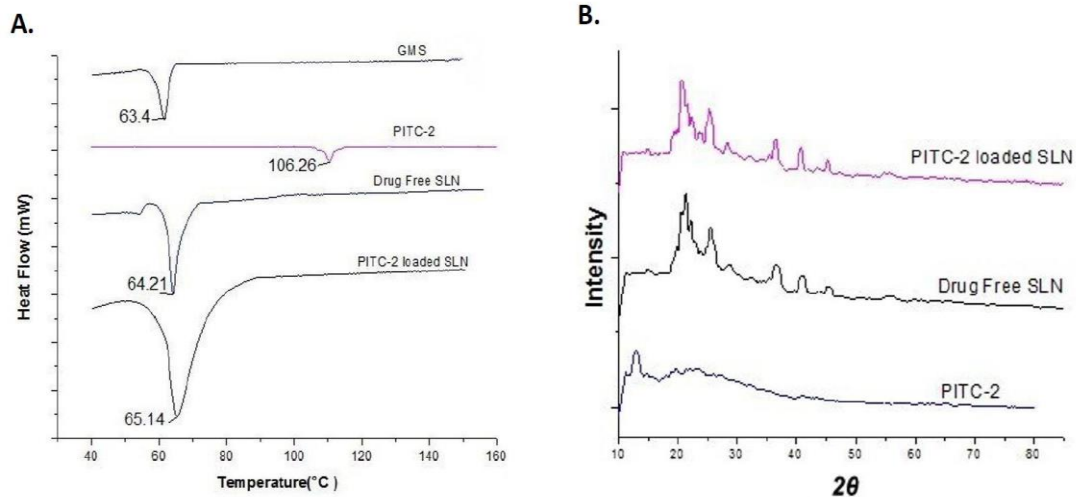 A.
GMS
63.4
PITC-2
106.26
Drug Free SLN
64.21
PITC-2 loaded SLN
65.14
Heat Flow (mW)
40 60 80 100 120 140 160
Temperature(°C)
B.
PITC-2 loaded SLN
Drug Free SLN
PITC-2
Intensity
10 20 30 40 50 60 70 80
2θ